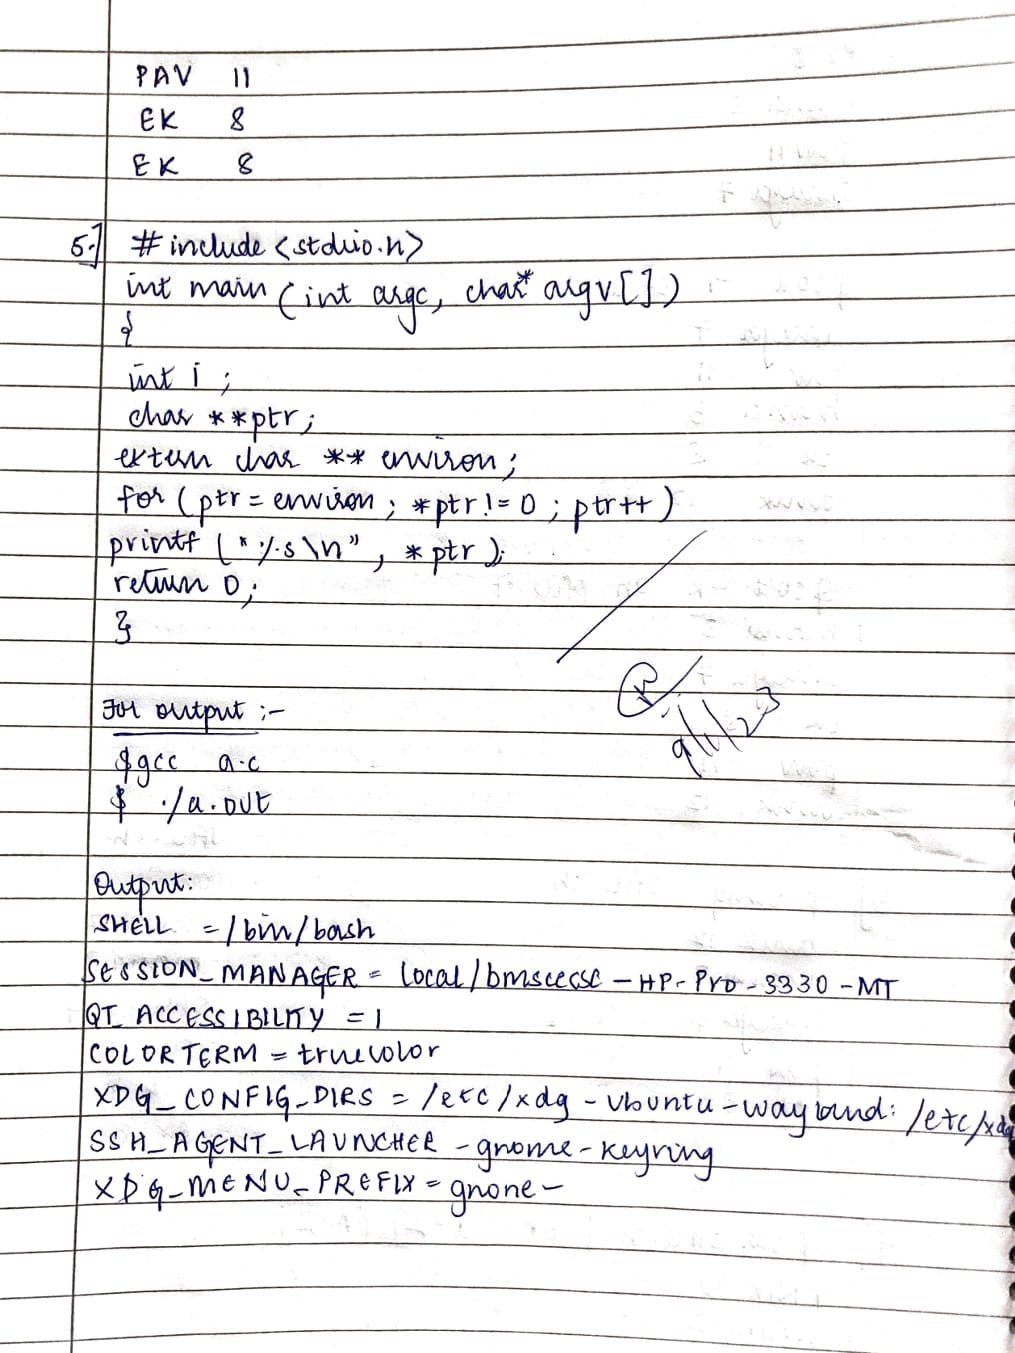 PAV 11
EK 8
EK 8
5.] #include <stdio.h>
int main (int argc, char* argv[])
{
int i ;
char **ptr;
extern char ** environ;
for (ptr = environ ; *ptr != 0 ; ptr++)
printf ("%s \n", *ptr);
return 0;
}
For output :-
$gcc a.c
$ ./a.out
Output:
SHELL = /bin/bash
SESSION_MANAGER = local/bmscecse - HP- Pro - 3330 - MT
QT_ACCESSIBILITY = 1
COLORTERM = truecolor
XDG_CONFIG_DIRS = /etc/xdg - ubuntu - wayland: /etc/xdg
SSH_AGENT_LAUNCHER - gnome - keyring
XDG_MENU_PREFIX = gnone -
9/1/23